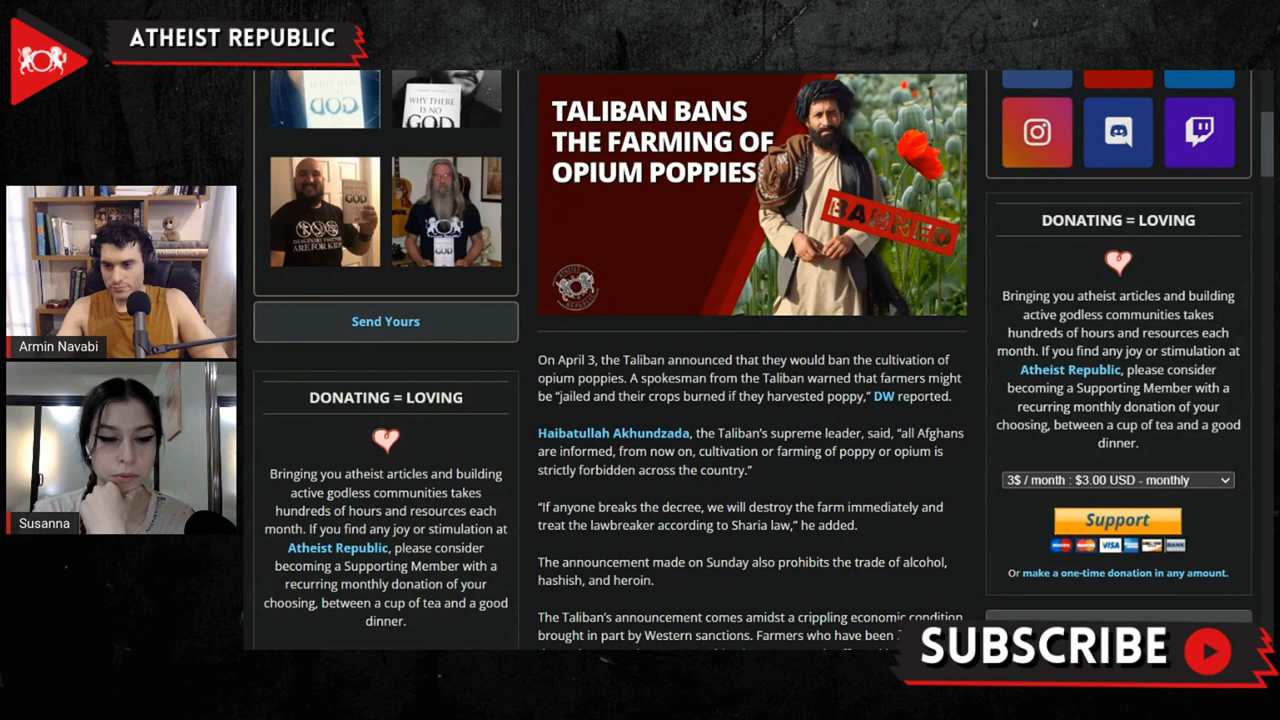 ATHEIST REPUBLIC
Armin Navabi
Susanna
GOD
WHY THERE
IS NO
GOD
GOD
IMAGINARY FRIENDS
ARE FOR KIDS
GOD
Send Yours
DONATING = LOVING
Bringing you atheist articles and building
active godless communities takes
hundreds of hours and resources each
month. If you find any joy or stimulation at
Atheist Republic, please consider
becoming a Supporting Member with a
recurring monthly donation of your
choosing, between a cup of tea and a good
dinner.
TALIBAN BANS
THE FARMING OF
OPIUM POPPIES
BANNED
ATHEIST
REPUBLIC
On April 3, the Taliban announced that they would ban the cultivation of
opium poppies. A spokesman from the Taliban warned that farmers might
be “jailed and their crops burned if they harvested poppy,” DW reported.
Haibatullah Akhundzada, the Taliban’s supreme leader, said, “all Afghans
are informed, from now on, cultivation or farming of poppy or opium is
strictly forbidden across the country.”
“If anyone breaks the decree, we will destroy the farm immediately and
treat the lawbreaker according to Sharia law,” he added.
The announcement made on Sunday also prohibits the trade of alcohol,
hashish, and heroin.
The Taliban’s announcement comes amidst a crippling economic condition
brought in part by Western sanctions. Farmers who have been
DONATING = LOVING
Bringing you atheist articles and building
active godless communities takes
hundreds of hours and resources each
month. If you find any joy or stimulation at
Atheist Republic, please consider
becoming a Supporting Member with a
recurring monthly donation of your
choosing, between a cup of tea and a good
dinner.
3$ / month : $3.00 USD - monthly
Support
VISA
BANK
Or make a one-time donation in any amount.
SUBSCRIBE